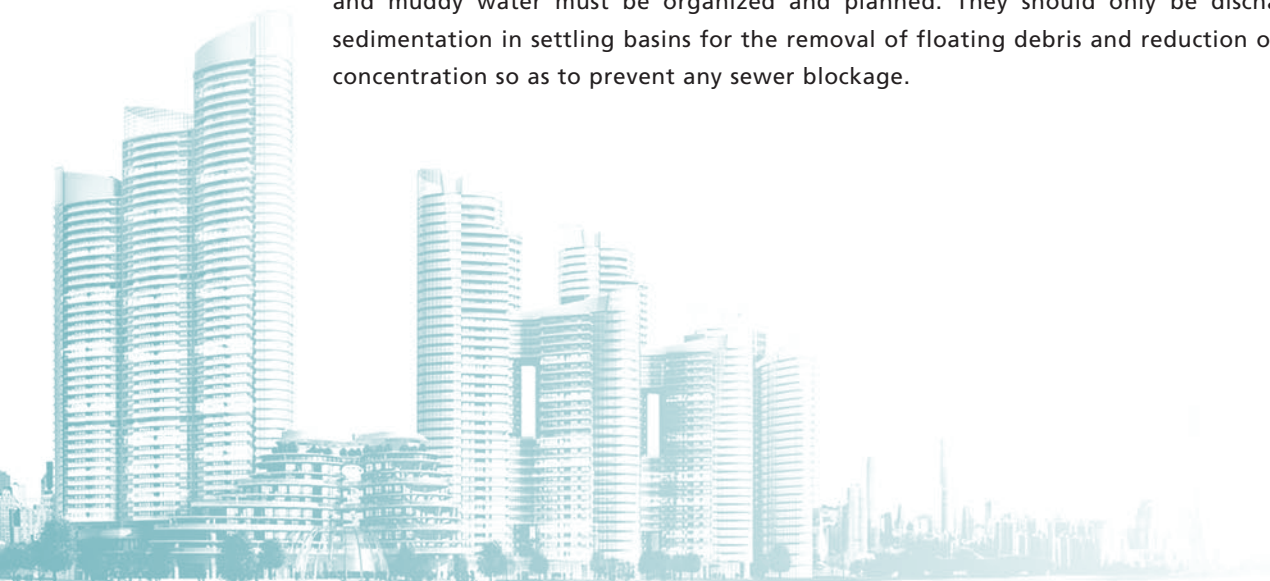 and muddy water must be organized and planned. They should only be discha
sedimentation in settling basins for the removal of floating debris and reduction o
concentration so as to prevent any sewer blockage.